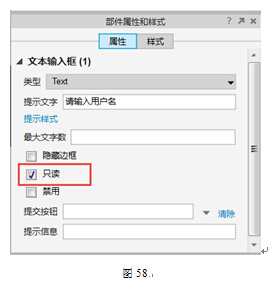 部件属性和样式
属性 样式
文本输入框 (1)
类型 Text
提示文字 请输入用户名
提示样式
最大文字数
隐藏边框
只读
禁用
提交按钮 清除
提示信息
图 58.